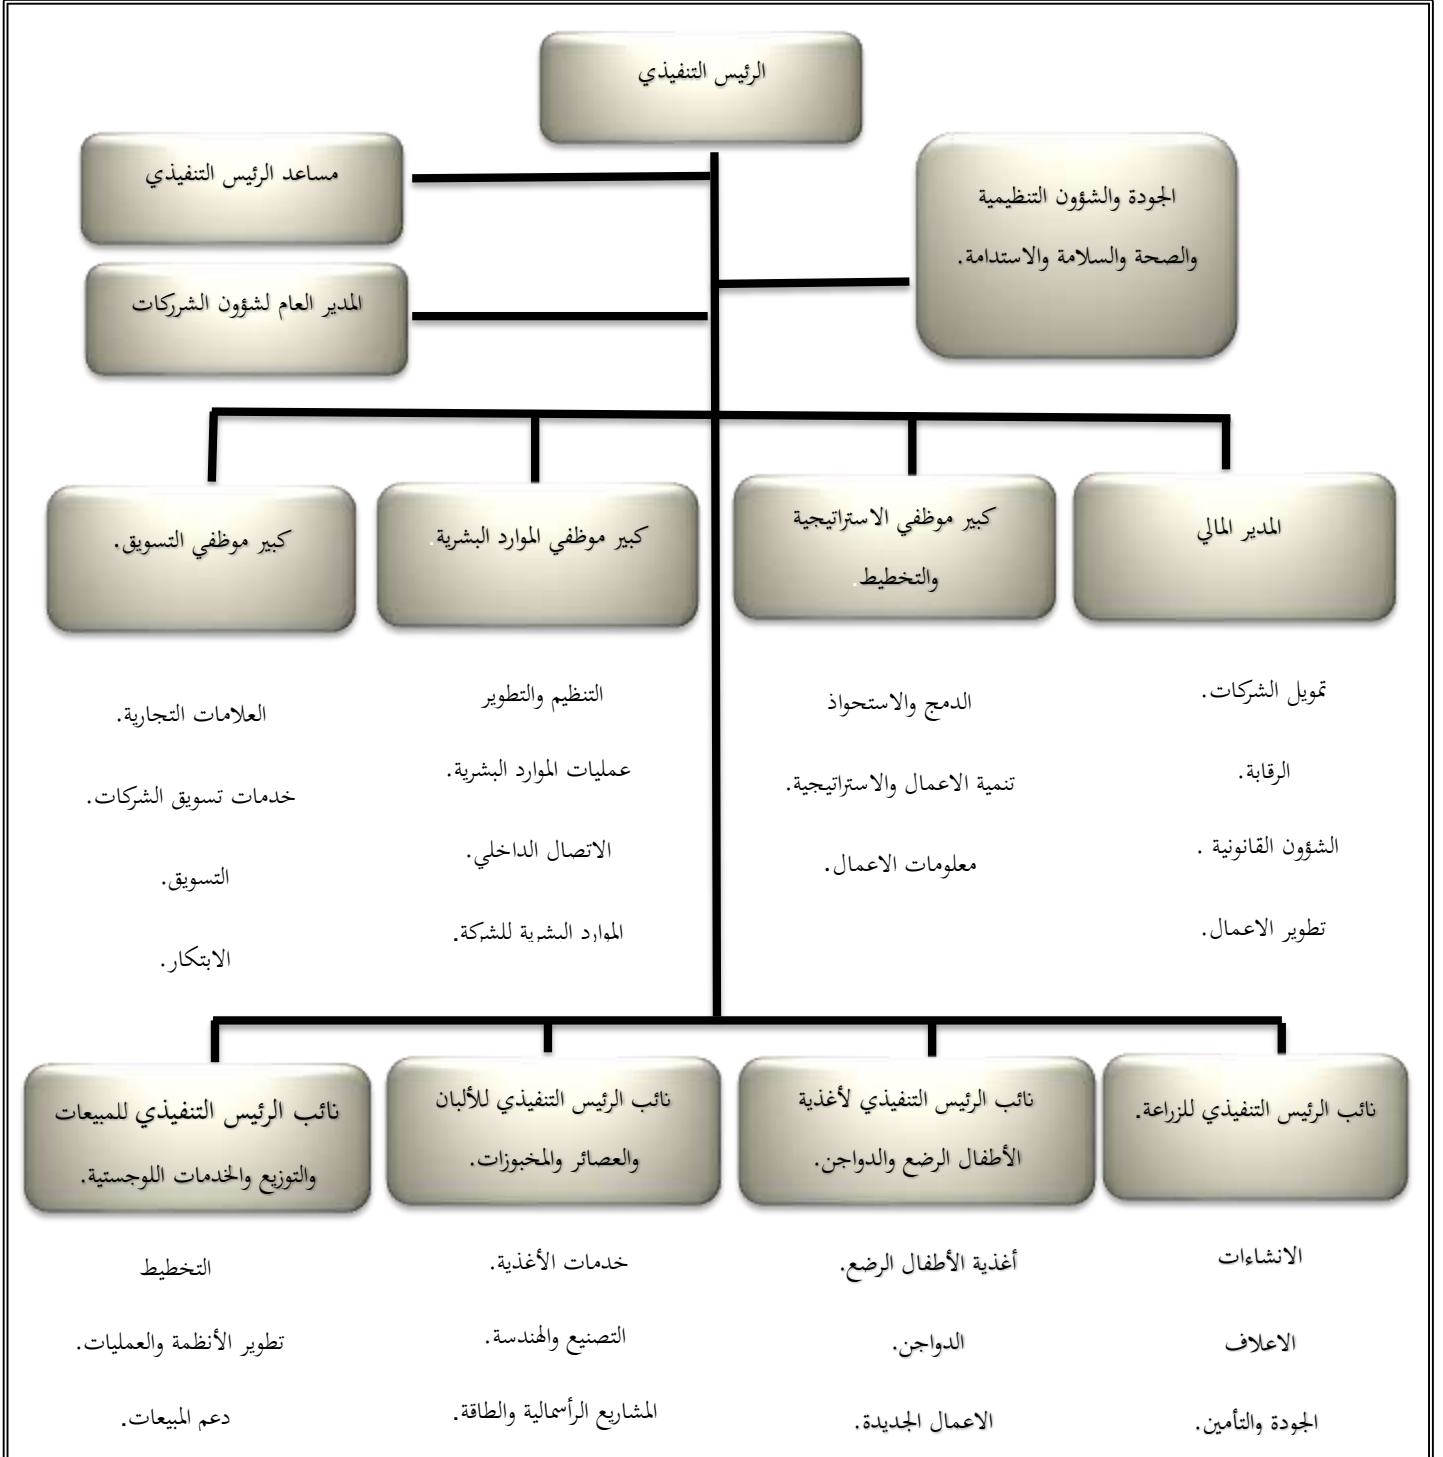 الرئيس التنفيذي
مساعد الرئيس التنفيذي
الجودة والشؤون التنظيمية
والصحة والسلامة والاستدامة.
المدير العام لشؤون الشرركات
المدير المالي
كبير موظفي الاستراتيجية
والتخطيط.
كبير موظفي الموارد البشرية.
كبير موظفي التسويق.
تمويل الشركات.
الرقابة.
الشؤون القانونية .
تطوير الاعمال.
الدمج والاستحواذ
تنمية الاعمال والاستراتيجية.
معلومات الاعمال.
التنظيم والتطوير
عمليات الموارد البشرية.
الاتصال الداخلي.
الموارد البشرية للشركة.
العلامات التجارية.
خدمات تسويق الشركات.
التسويق.
الابتكار.
نائب الرئيس التنفيذي للزراعة.
نائب الرئيس التنفيذي لأغذية
الأطفال الرضع والدواجن.
نائب الرئيس التنفيذي للألبان
والعصائر والمخبوزات.
نائب الرئيس التنفيذي للمبيعات
والتوزيع والخدمات اللوجستية.
الانشاءات
الاعلاف
الجودة والتأمين.
أغذية الأطفال الرضع.
الدواجن.
الاعمال الجديدة.
خدمات الأغذية.
التصنيع والهندسة.
المشاريع الرأسمالية والطاقة.
التخطيط
تطوير الأنظمة والعمليات.
دعم المبيعات.